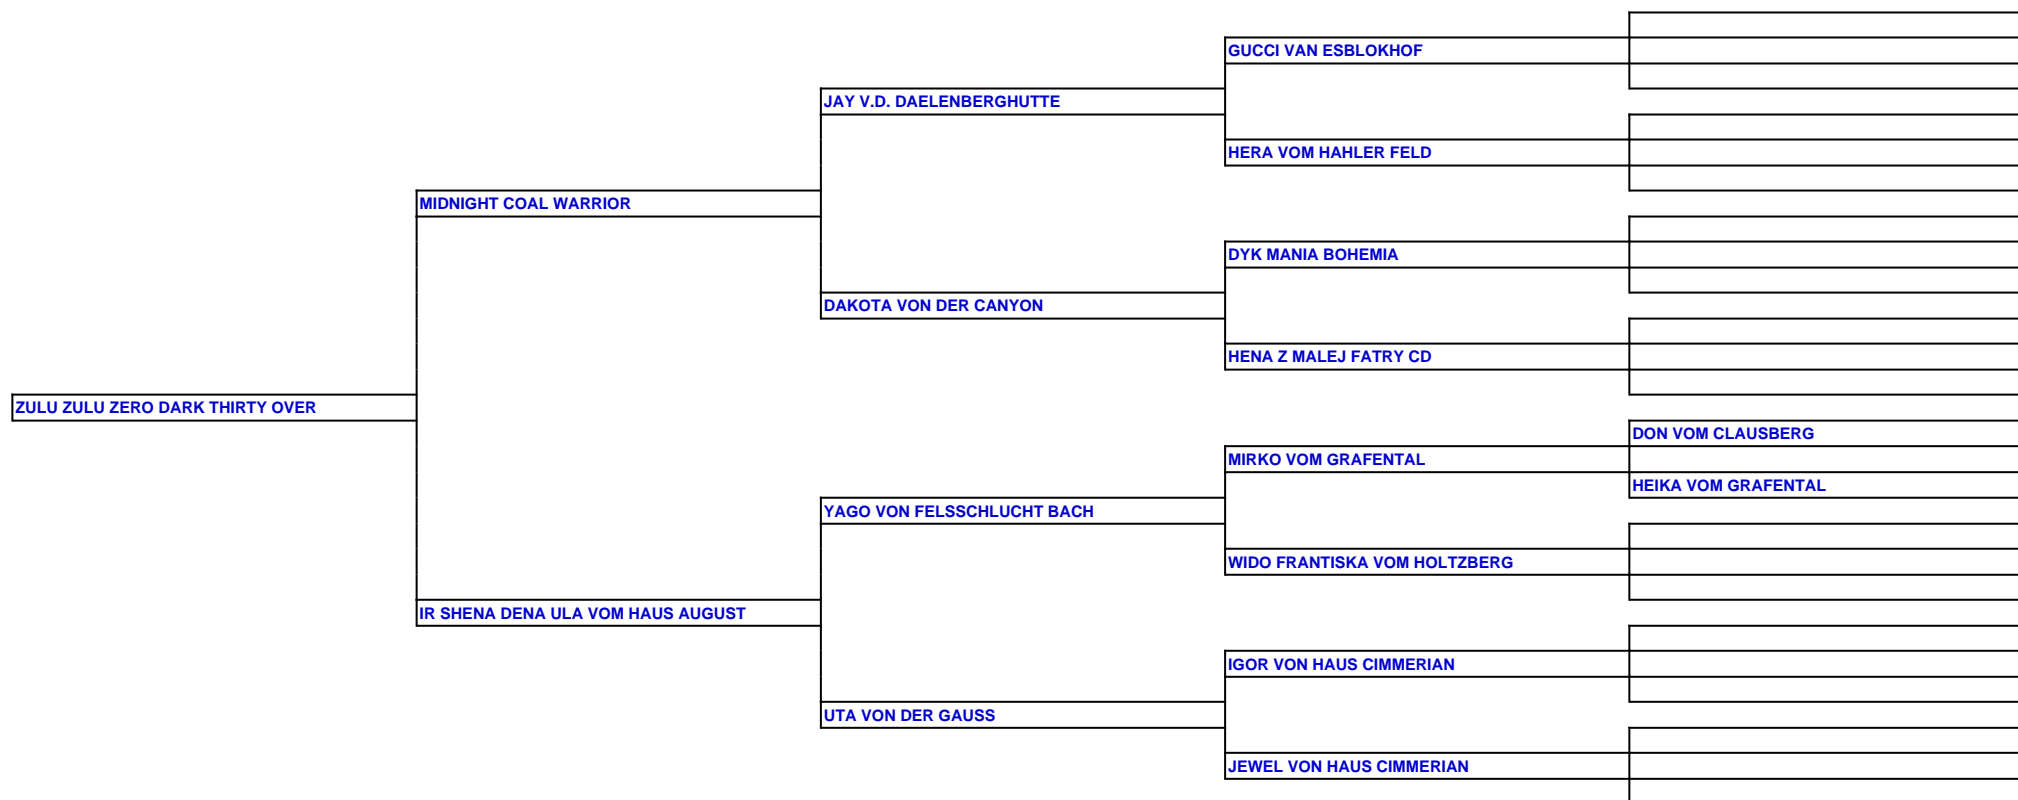 GUCCI VAN ESBLOKHOF
JAY V.D. DAELENBERGHUTTE
HERA VOM HAHLER FELD
MIDNIGHT COAL WARRIOR
DYK MANIA BOHEMIA
DAKOTA VON DER CANYON
HENA Z MALEJ FATRY CD
ZULU ZULU ZERO DARK THIRTY OVER
DON VOM CLAUSBERG
MIRKO VOM GRAFENTAL
HEIKA VOM GRAFENTAL
YAGO VON FELSSCHLUCHT BACH
WIDO FRANTISKA VOM HOLTZBERG
IR SHENA DENA ULA VOM HAUS AUGUST
IGOR VON HAUS CIMMERIAN
UTA VON DER GAUSS
JEWEL VON HAUS CIMMERIAN